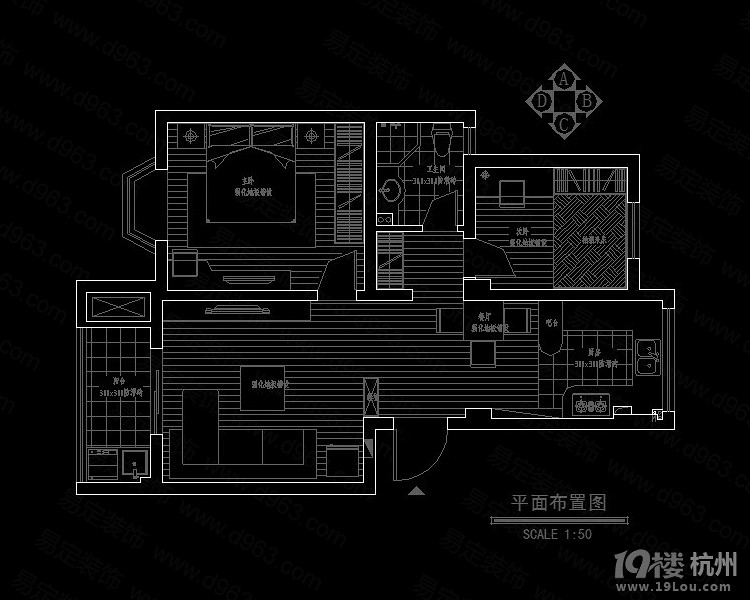 A
D B
C
主卧
强化地板铺设
卫生间
300x300防滑砖
次卧
强化地板铺设
餐厅
强化地板铺设
吧台
厨房
300x300防滑砖
阳台
300x300防滑砖
强化地板铺设
平面布置图
SCALE 1:50
19楼 杭州
www.19lou.com
易定装饰 www.d963.com